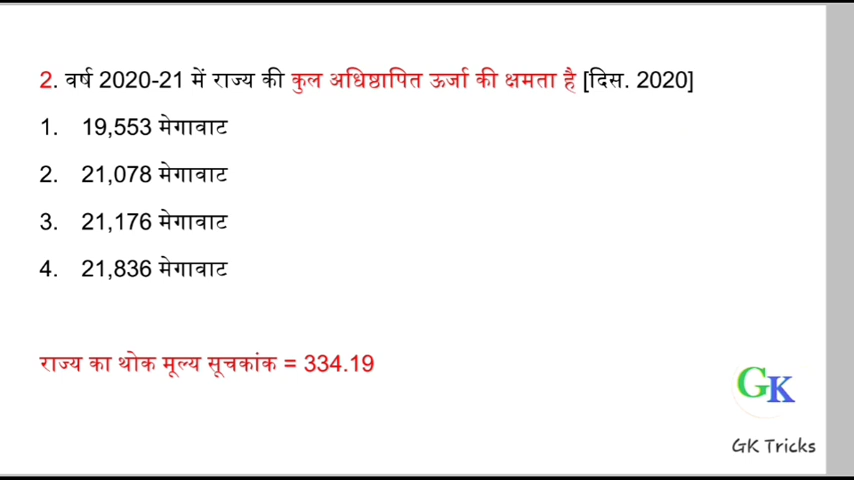 2. वर्ष 2020-21 में राज्य की कुल अधिष्ठापित ऊर्जा की क्षमता है [दिस. 2020]
1. 19,553 मेगावाट
2. 21,078 मेगावाट
3. 21,176 मेगावाट
4. 21,836 मेगावाट
राज्य का थोक मूल्य सूचकांक = 334.19
GK
GK Tricks